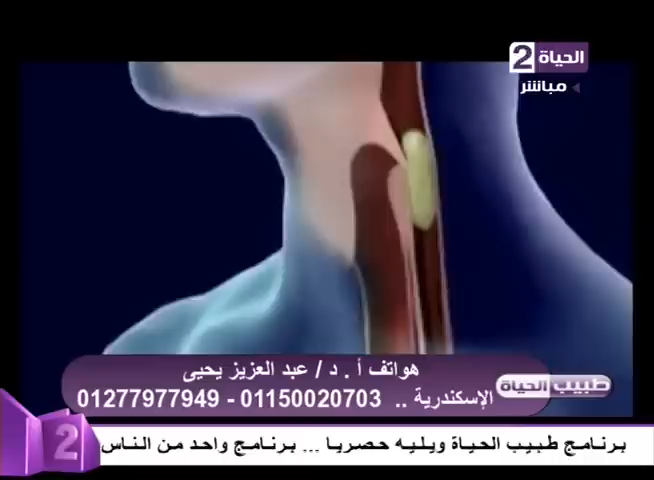 الحياة 2
مباشر
هواتف أ . د / عبد العزيز يحيى
الإسكندرية .. 01150020703 - 01277977949
طبيب الحياة
برنامج طبيب الحياة ويليه حصريا ... برنامج واحد من الناس
2